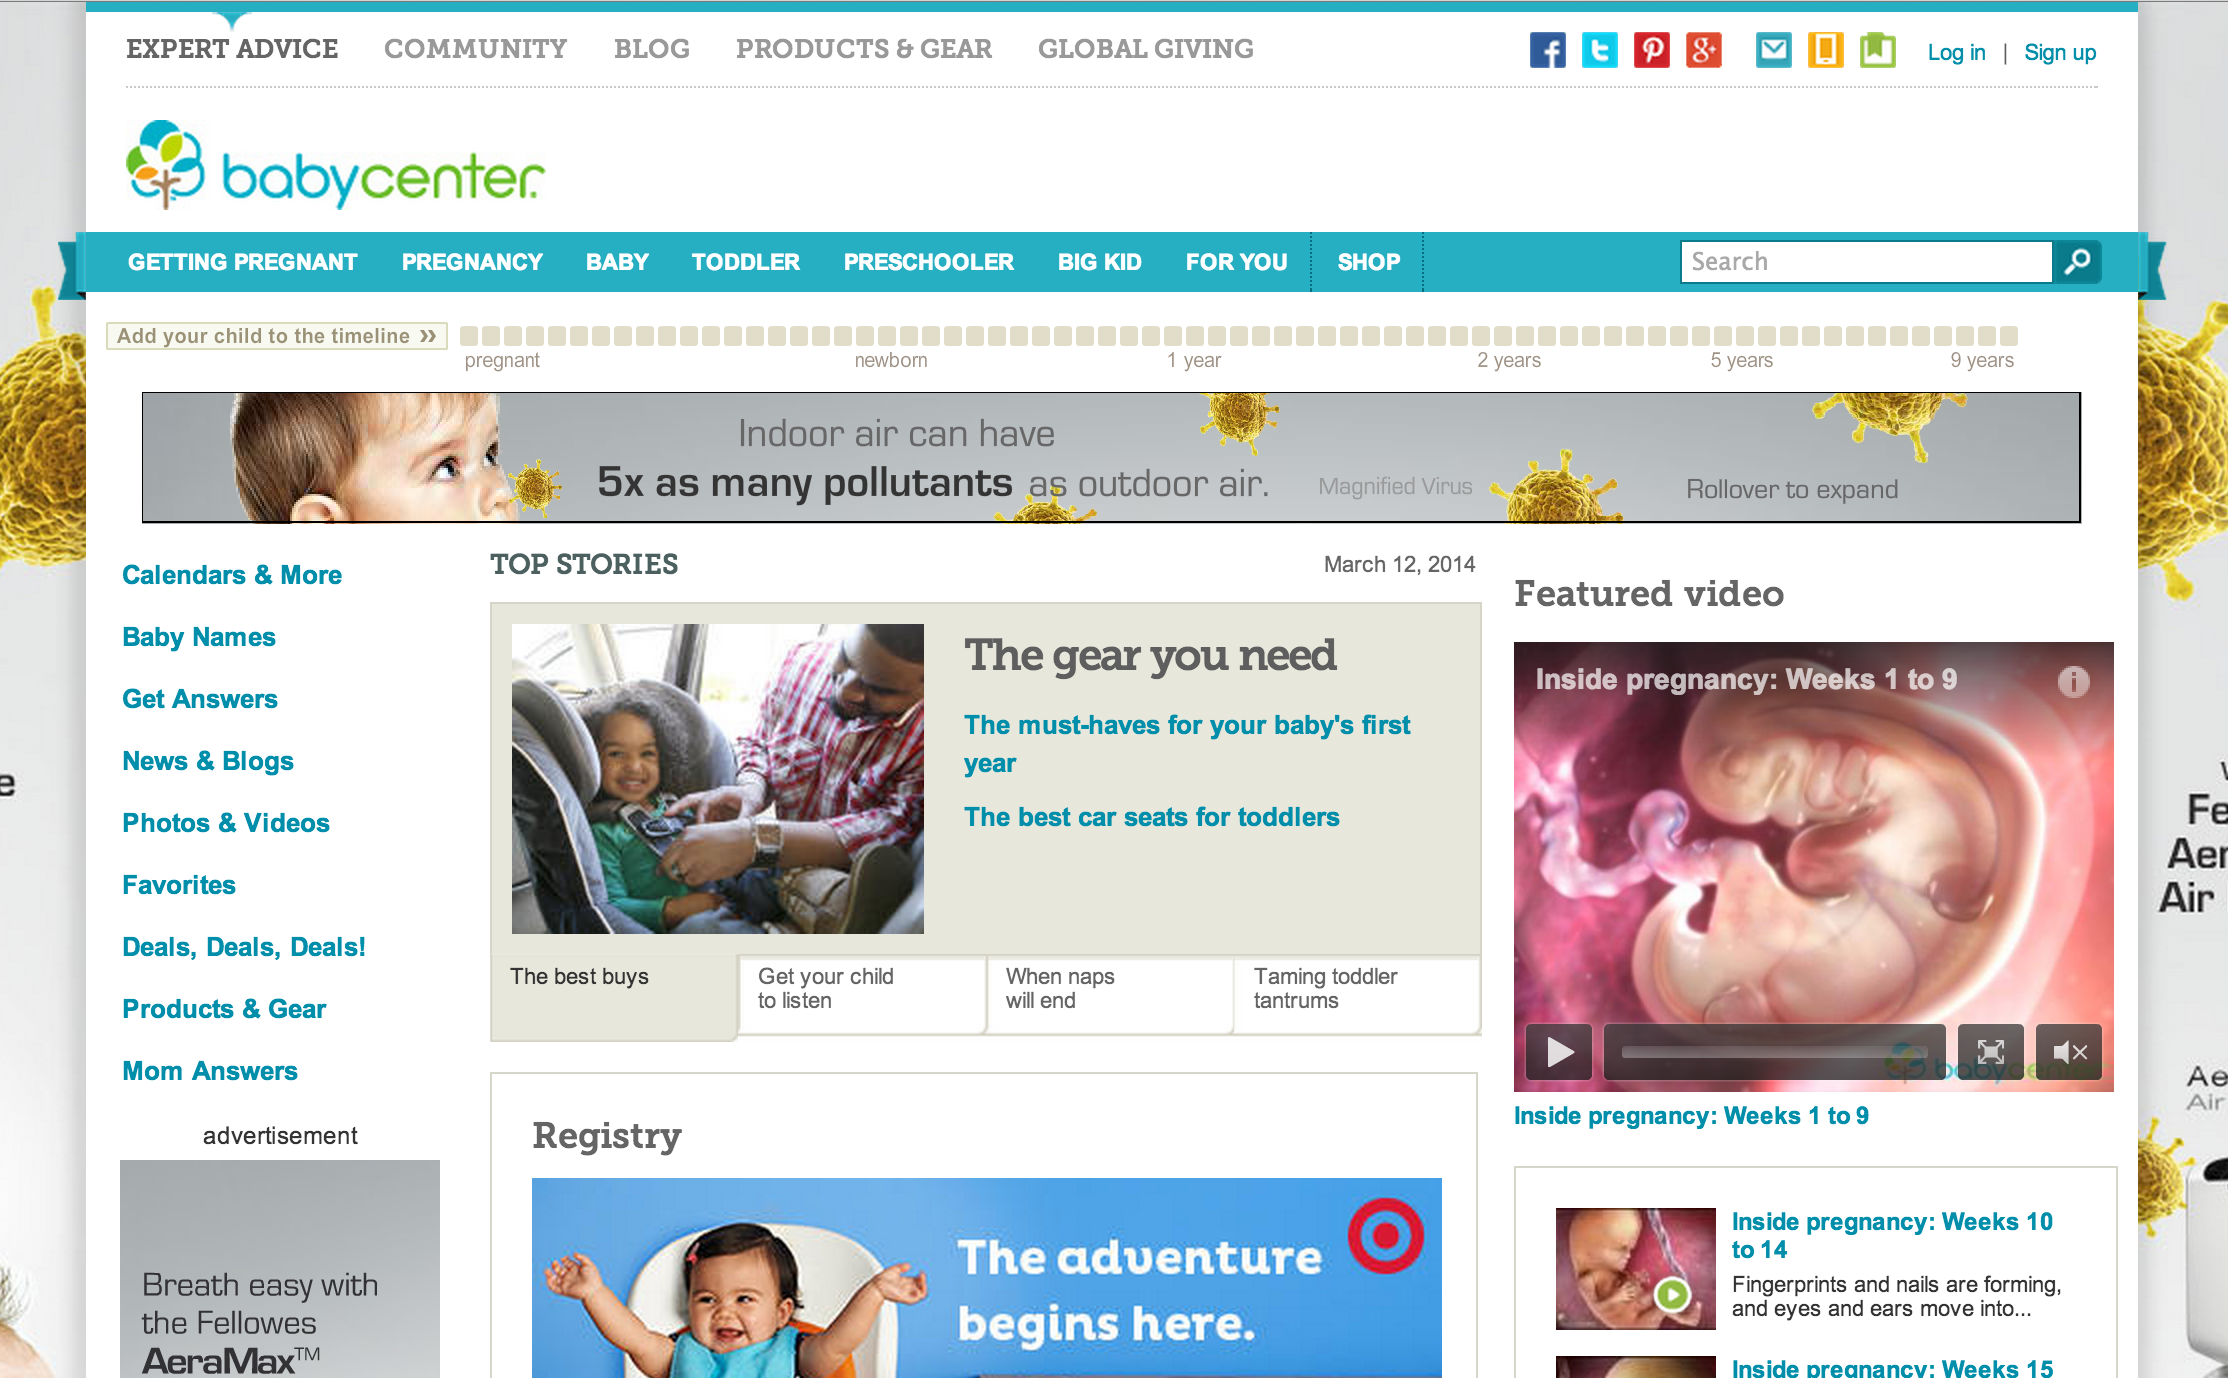 EXPERT ADVICE COMMUNITY BLOG PRODUCTS & GEAR GLOBAL GIVING
Log in | Sign up
babycenter.
GETTING PREGNANT PREGNANCY BABY TODDLER PRESCHOOLER BIG KID FOR YOU SHOP
Search
Add your child to the timeline »
pregnant newborn 1 year 2 years 5 years 9 years
Indoor air can have
5x as many pollutants as outdoor air.
Magnified Virus
Rollover to expand
Calendars & More
Baby Names
Get Answers
News & Blogs
Photos & Videos
Favorites
Deals, Deals, Deals!
Products & Gear
Mom Answers
advertisement
Breath easy with
the Fellowes
AeraMax™
TOP STORIES
March 12, 2014
The gear you need
The must-haves for your baby's first
year
The best car seats for toddlers
The best buys
Get your child
to listen
When naps
will end
Taming toddler
tantrums
Registry
The adventure
begins here.
Featured video
Inside pregnancy: Weeks 1 to 9
babycenter
Inside pregnancy: Weeks 1 to 9
Inside pregnancy: Weeks 10
to 14
Fingerprints and nails are forming,
and eyes and ears move into...
Inside pregnancy: Weeks 15
e
Fe
Aer
Air
Ae
Air